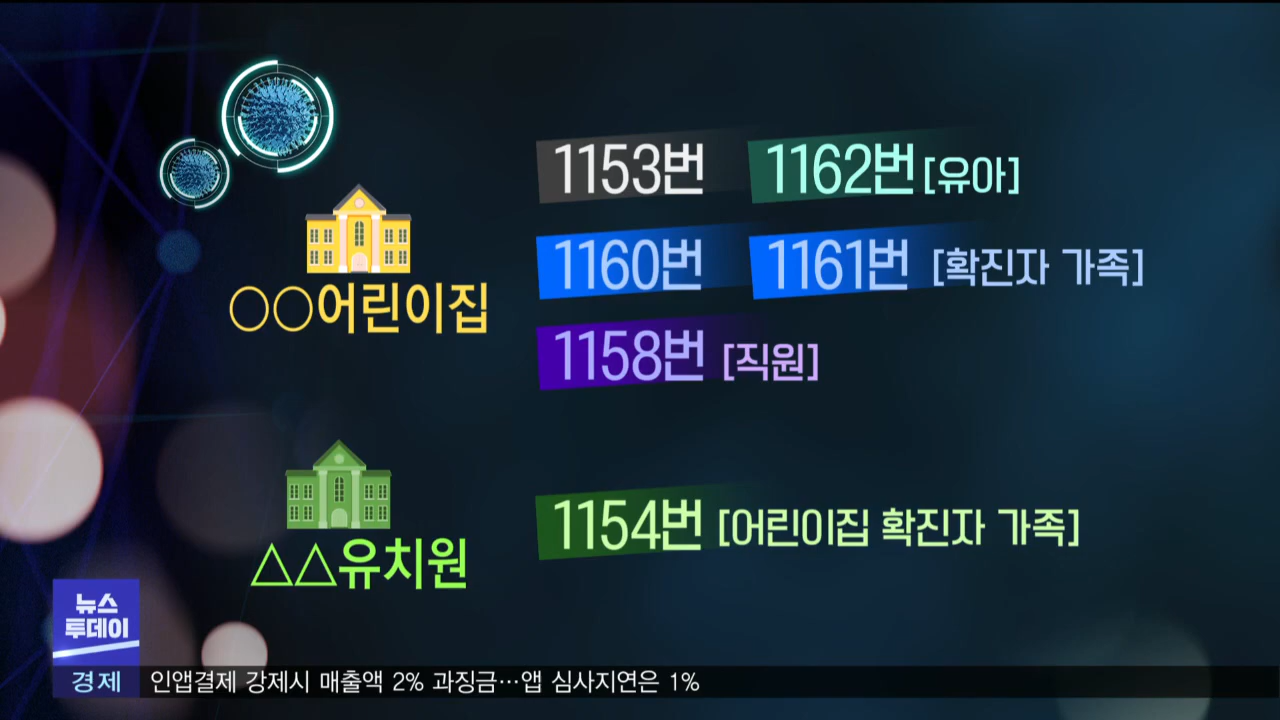 1153번 1162번 [유아]
1160번 1161번 [확진자 가족]
○○어린이집
1158번 [직원]
1154번 [어린이집 확진자 가족]
△△유치원
뉴스
투데이
경제 인앱결제 강제시 매출액 2% 과징금…앱 심사지연은 1%